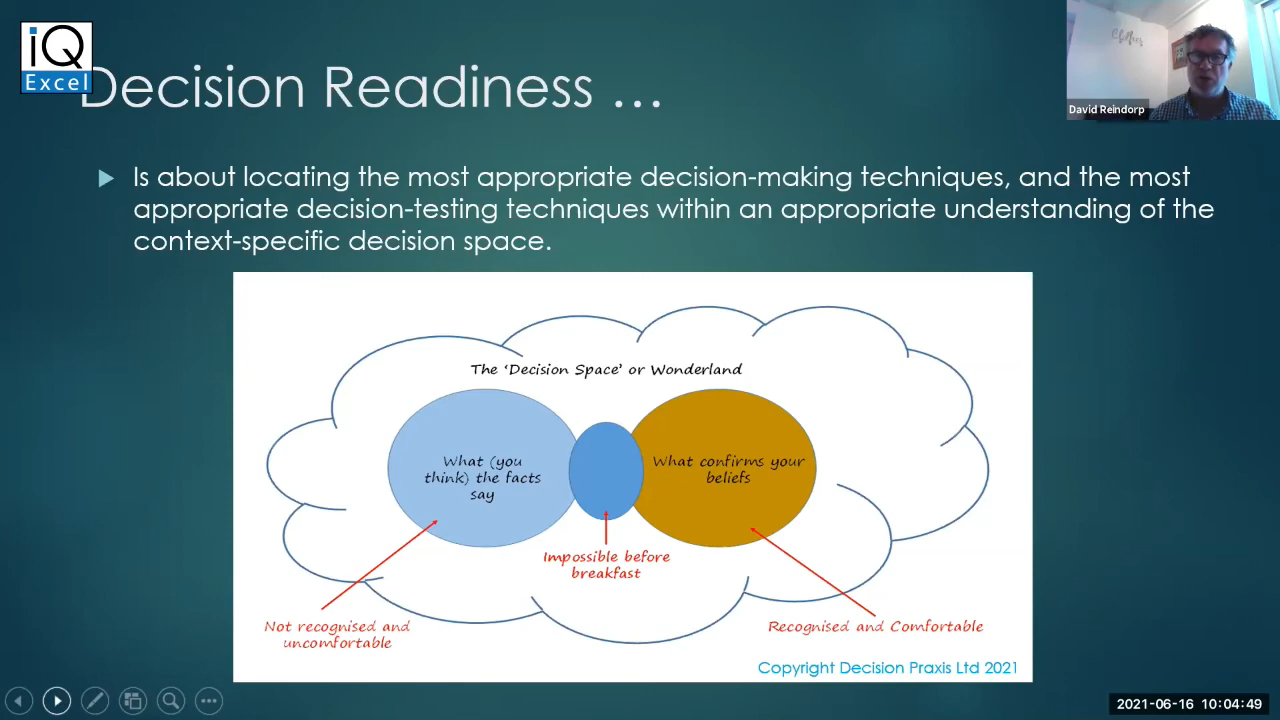 iQ
Excel
Decision Readiness ...
David Reindorp
Is about locating the most appropriate decision-making techniques, and the most
appropriate decision-testing techniques within an appropriate understanding of the
context-specific decision space.
The ‘Decision Space’ or Wonderland
What (you
think) the facts
say
What confirms your
beliefs
Impossible before
breakfast
Not recognised and
uncomfortable
Recognised and Comfortable
Copyright Decision Praxis Ltd 2021
2021-06-16 10:04:49